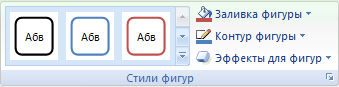 Абв Абв Абв
Заливка фигуры
Контур фигуры
Эффекты для фигур
Стили фигур